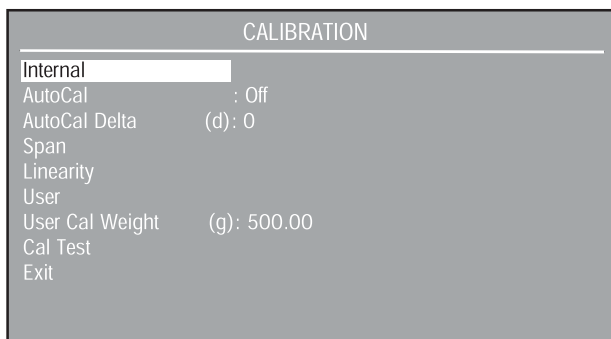 CALIBRATION
Internal
AutoCal : Off
AutoCal Delta (d): 0
Span
Linearity
User
User Cal Weight (g): 500.00
Cal Test
Exit